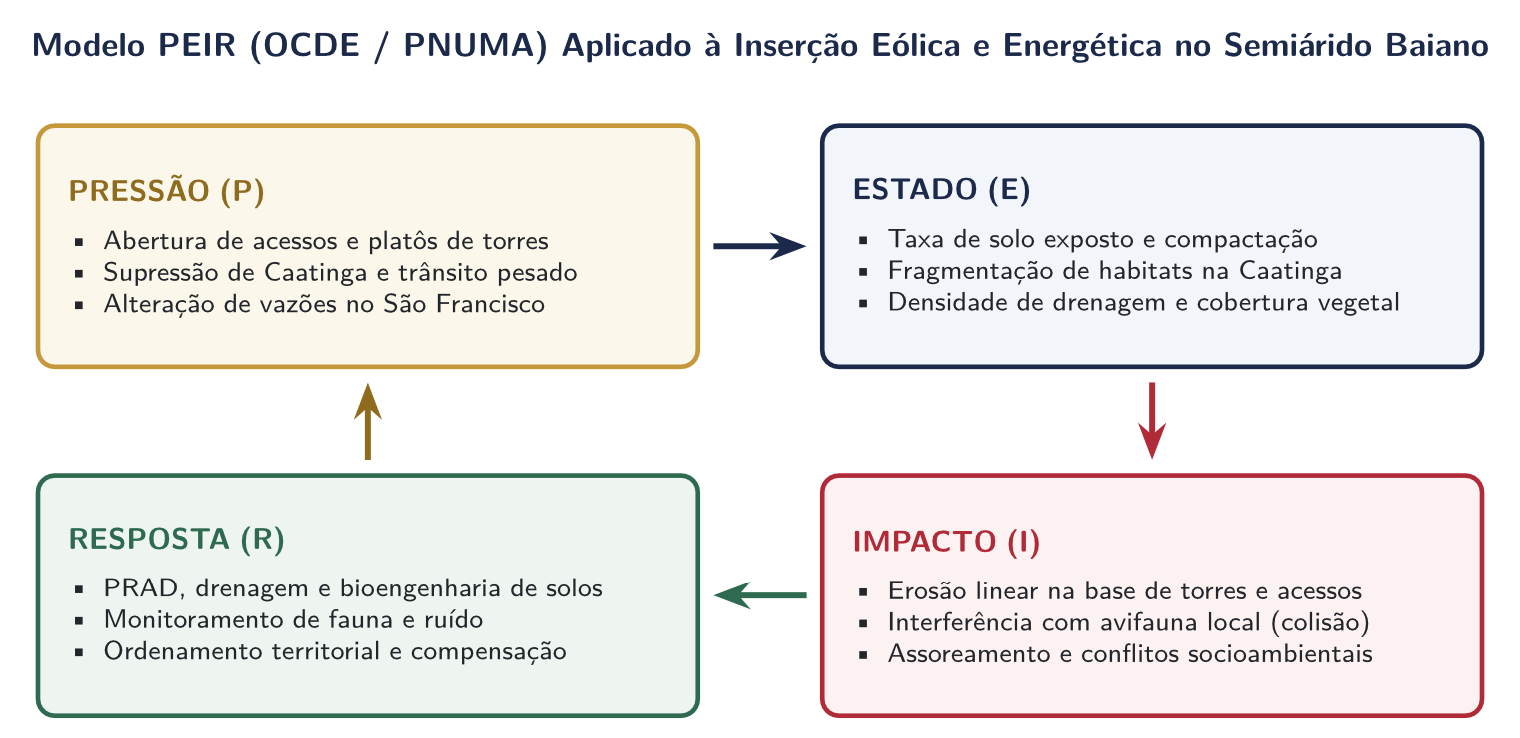 Modelo PEIR (OCDE / PNUMA) Aplicado à Inserção Eólica e Energética no Semiárido Baiano
PRESSÃO (P)
▪ Abertura de acessos e platôs de torres
▪ Supressão de Caatinga e trânsito pesado
▪ Alteração de vazões no São Francisco
ESTADO (E)
▪ Taxa de solo exposto e compactação
▪ Fragmentação de habitats na Caatinga
▪ Densidade de drenagem e cobertura vegetal
RESPOSTA (R)
▪ PRAD, drenagem e bioengenharia de solos
▪ Monitoramento de fauna e ruído
▪ Ordenamento territorial e compensação
IMPACTO (I)
▪ Erosão linear na base de torres e acessos
▪ Interferência com avifauna local (colisão)
▪ Assoreamento e conflitos socioambientais